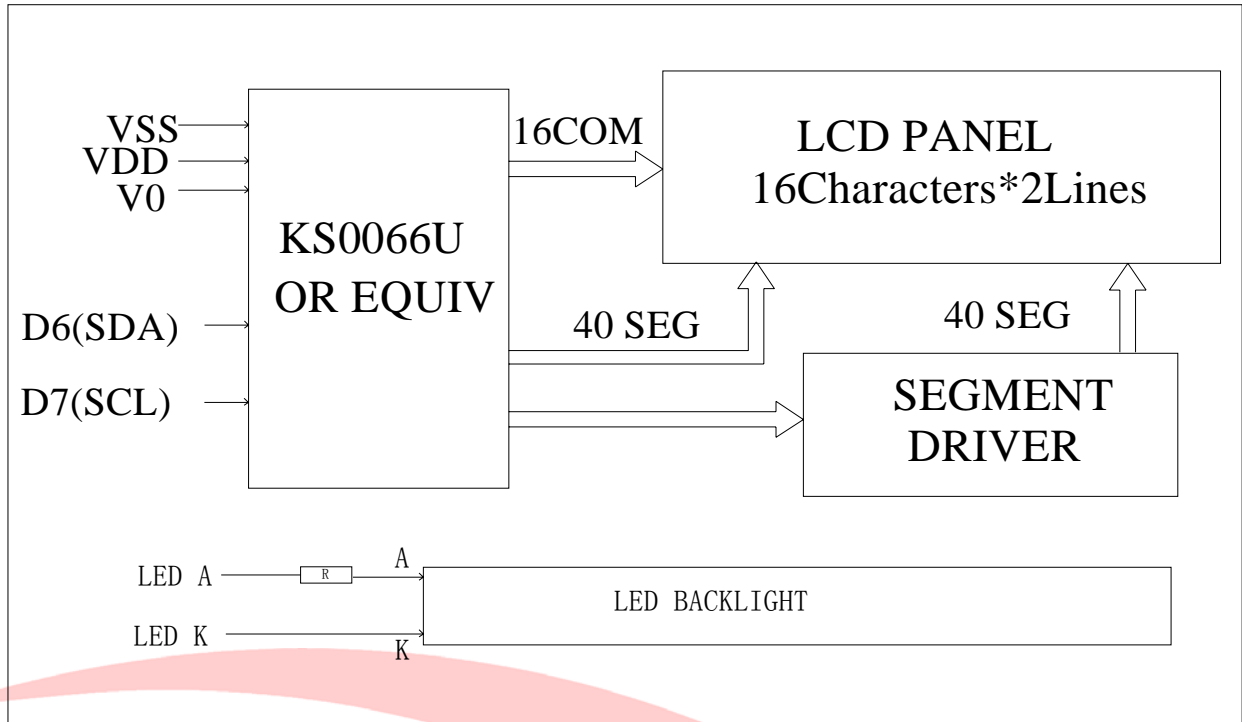 VSS
VDD
V0
D6(SDA)
D7(SCL)
KS0066U
OR EQUIV
16COM
LCD PANEL
16Characters*2Lines
40 SEG
40 SEG
SEGMENT
DRIVER
LED A
R
A
LED BACKLIGHT
LED K
K